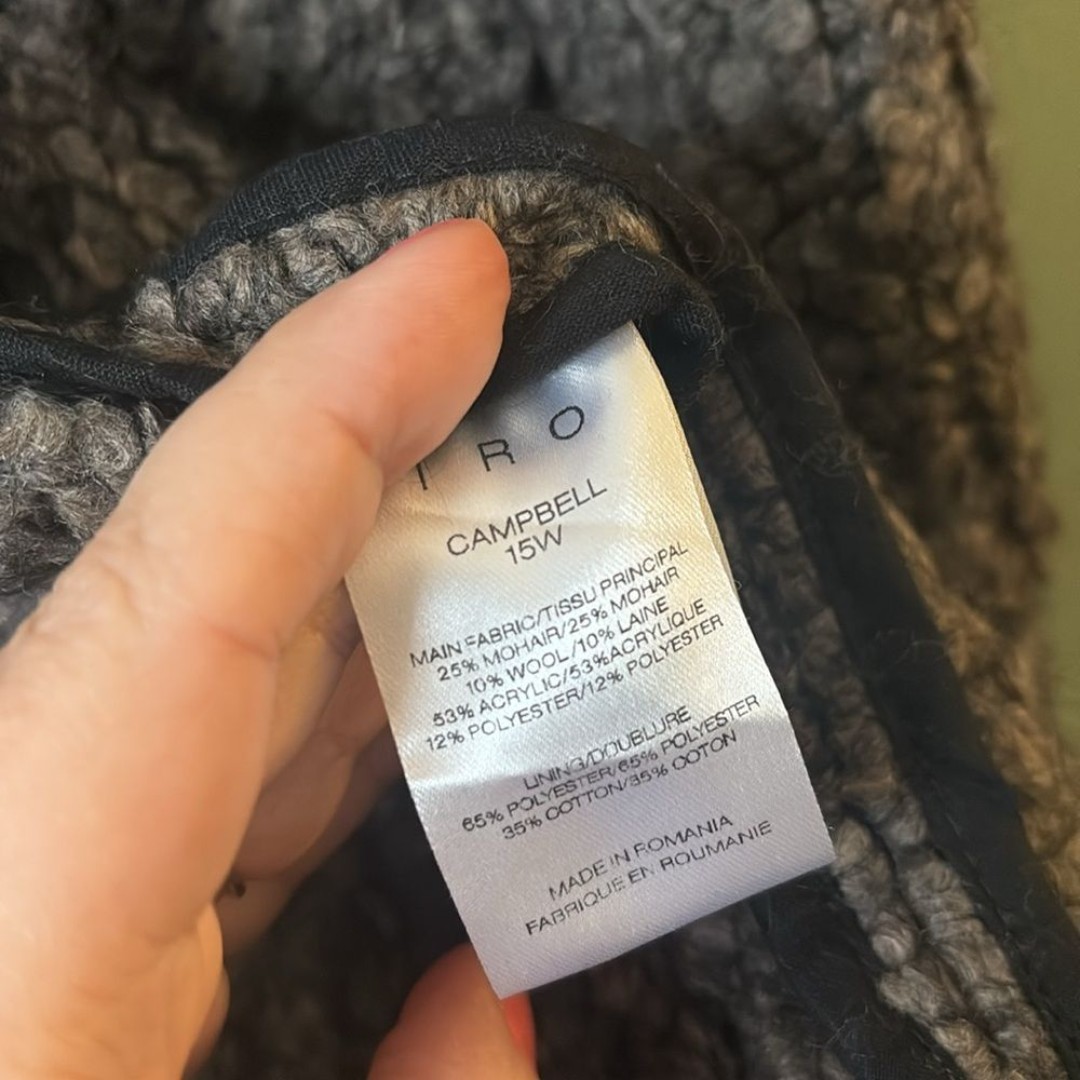 IRO
CAMPBELL
15W
MAIN FABRIC/TISSU PRINCIPAL
25% MOHAIR/25% MOHAIR
10% WOOL/10% LAINE
53% ACRYLIC/53%ACRYLIQUE
12% POLYESTER/12% POLYESTER
LINING/DOUBLURE
65% POLYESTER/65% POLYESTER
35% COTTON/35% COTON
MADE IN ROMANIA
FABRIQUE EN ROUMANIE